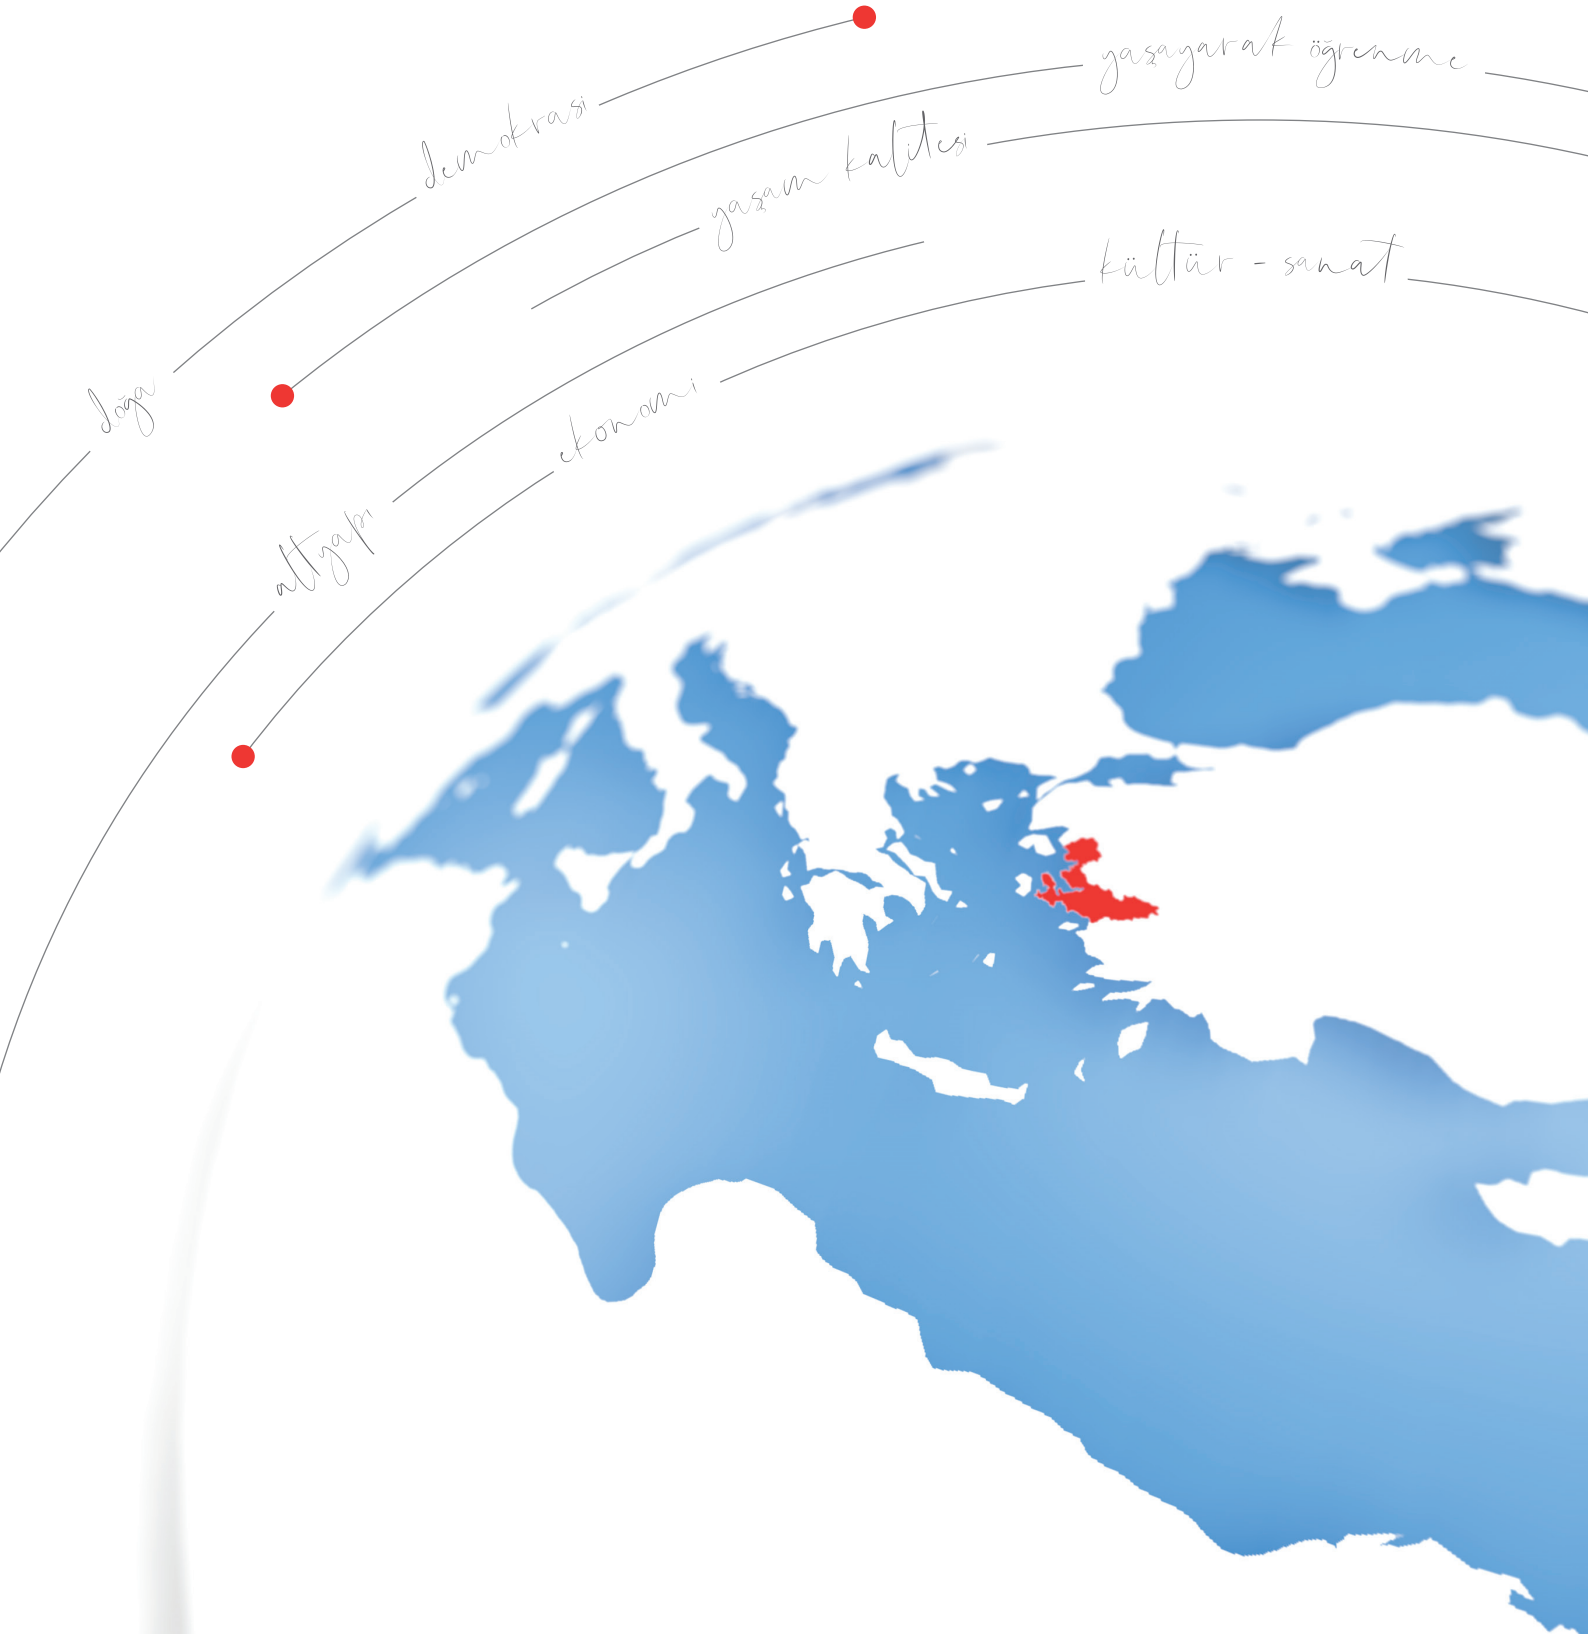 demokrasi
yaşayarak öğrenme
yaşam kalitesi
kültür - sanat
doğa
ekonomi
altyapı